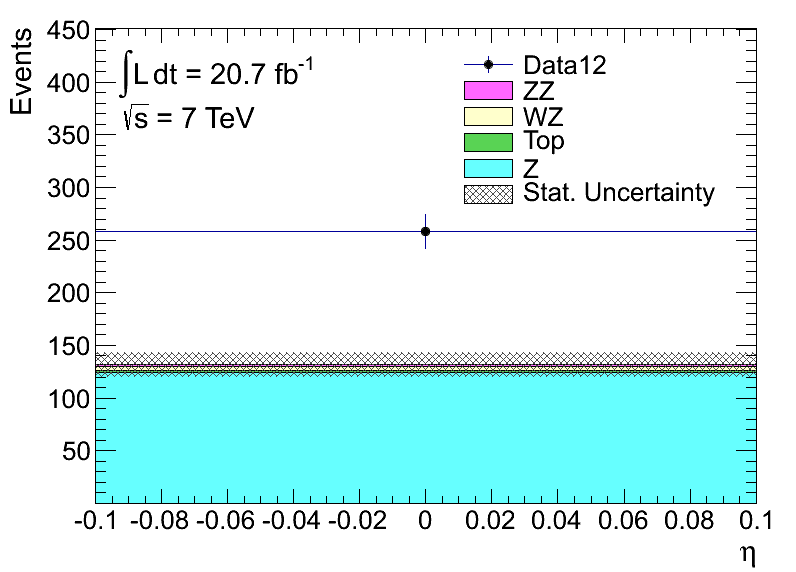 Events
450
400
350
300
250
200
150
100
50
∫L dt = 20.7 fb⁻¹
√s = 7 TeV
Data12
ZZ
WZ
Top
Z
Stat. Uncertainty
-0.1 -0.08 -0.06 -0.04 -0.02 0 0.02 0.04 0.06 0.08 0.1
η